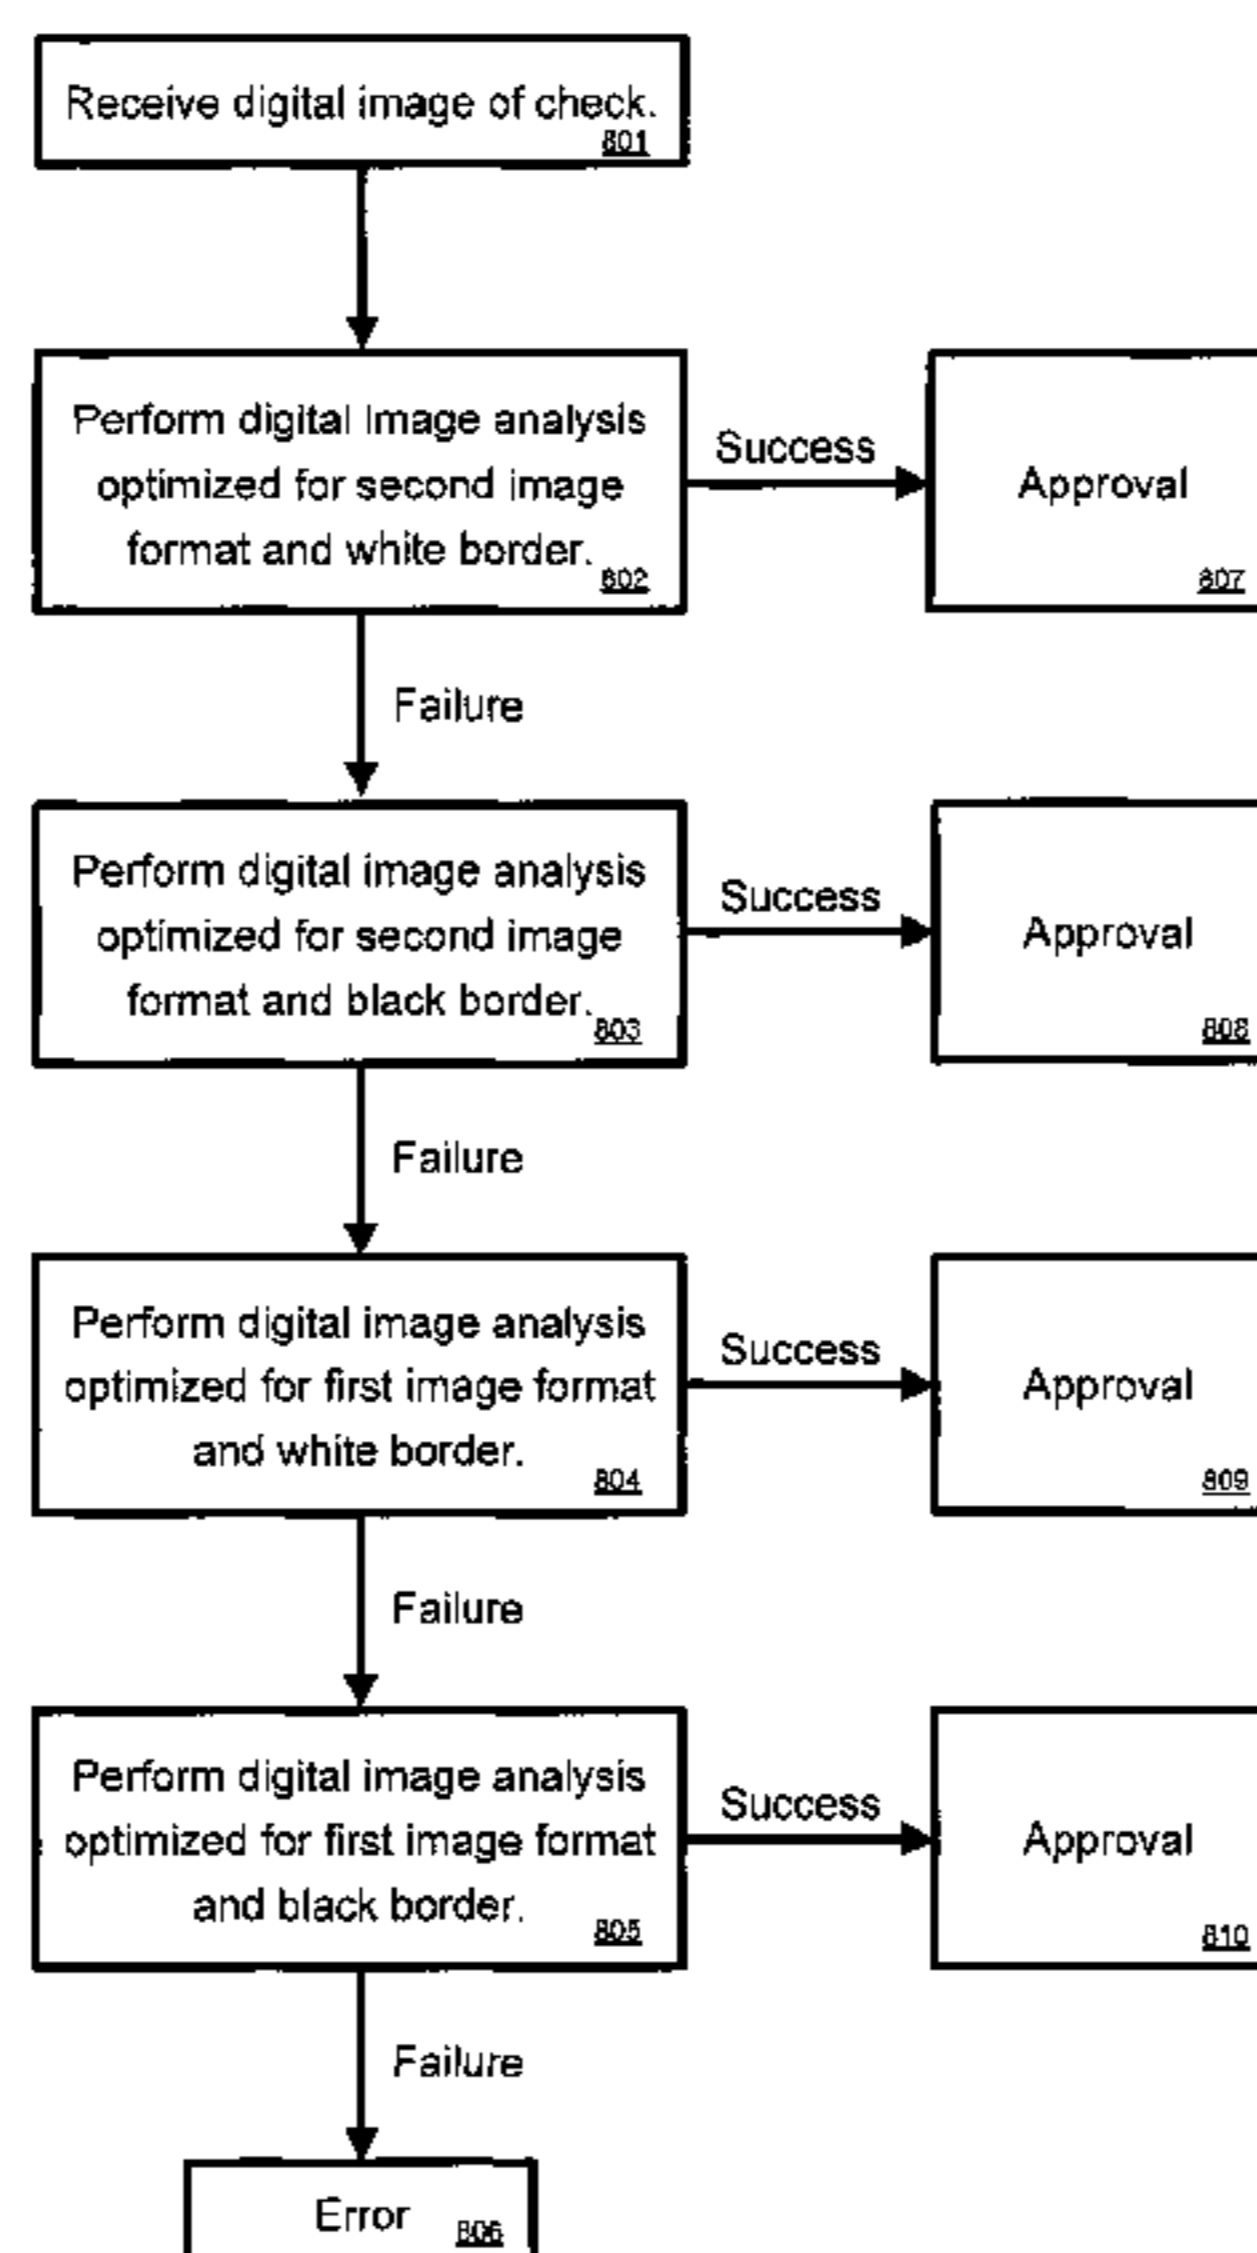 Receive digital image of check.
801
Perform digital image analysis
optimized for second image
format and white border.
802
Success
Approval
807
Failure
Perform digital image analysis
optimized for second image
format and black border.
803
Success
Approval
808
Failure
Perform digital image analysis
optimized for first image format
and white border.
804
Success
Approval
809
Failure
Perform digital image analysis
optimized for first image format
and black border.
805
Success
Approval
810
Failure
Error
806